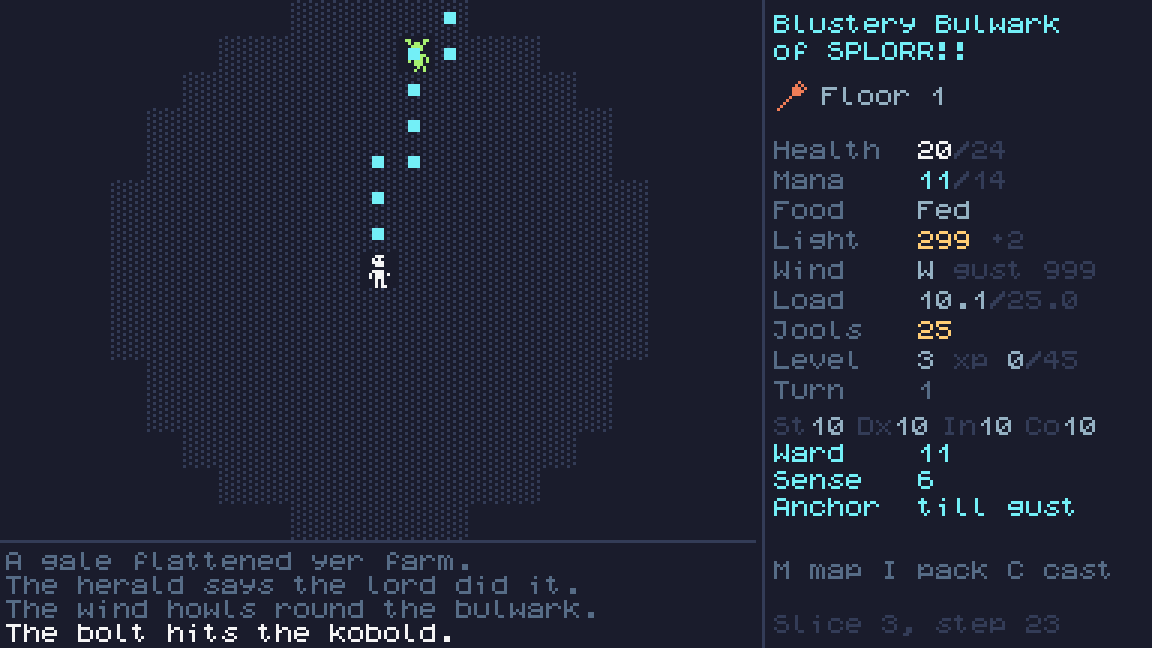 Blustery Bulwark
of SPLORR!!
Floor 1
Health 20/24
Mana 11/14
Food Fed
Light 299 +2
Wind W gust 999
Load 10.1/25.0
Jools 25
Level 3 xp 0/45
Turn 1
St10 Dx10 In10 Co10
Ward 11
Sense 6
Anchor till gust
M map I pack C cast
Slice 3, step 23
A gale flattened yer farm.
The herald says the lord did it.
The wind howls round the bulwark.
The bolt hits the kobold.